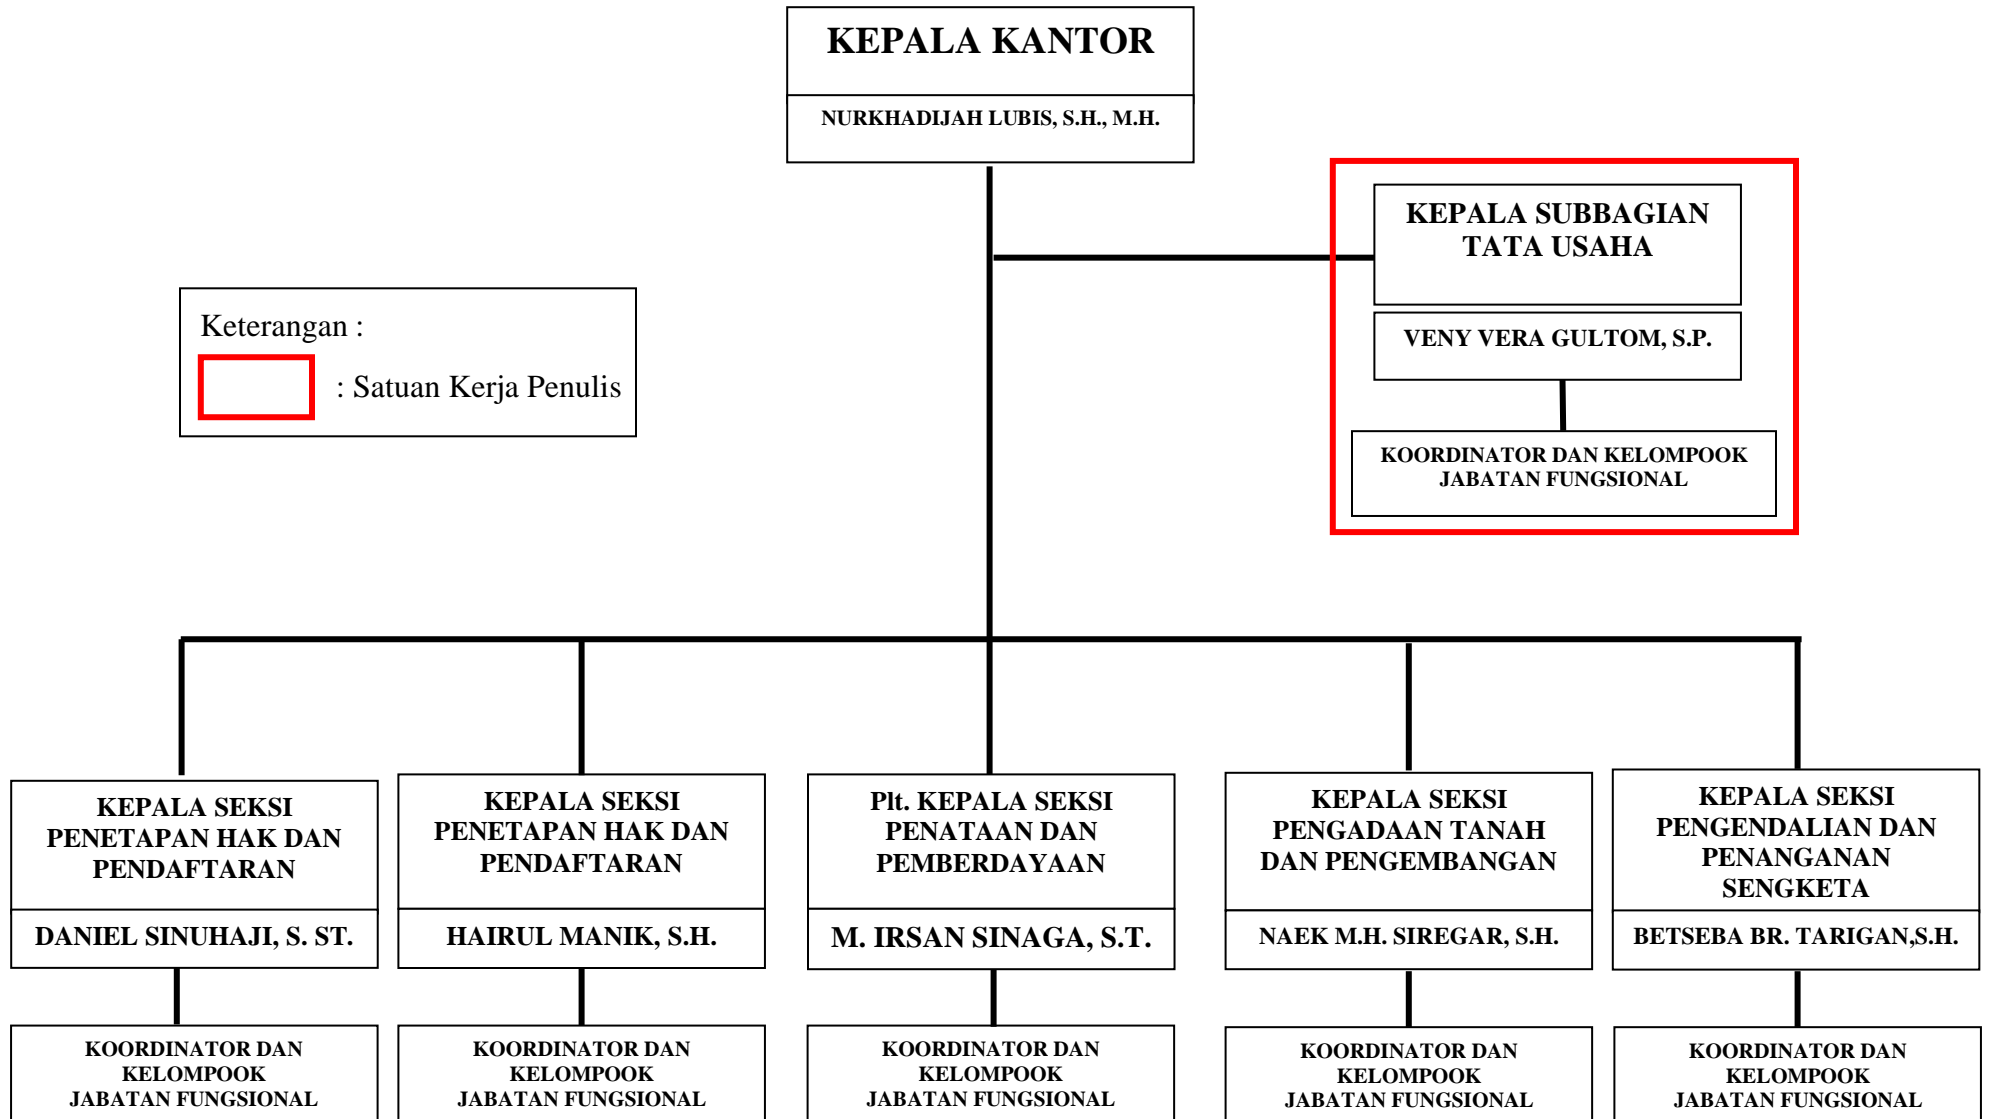 KEPALA KANTOR
NURKHADIJAH LUBIS, S.H., M.H.
KEPALA SUBBAGIAN
TATA USAHA
VENY VERA GULTOM, S.P.
KOORDINATOR DAN KELOMPOOK
JABATAN FUNGSIONAL
Keterangan :
: Satuan Kerja Penulis
KEPALA SEKSI
PENETAPAN HAK DAN
PENDAFTARAN
DANIEL SINUHAJI, S. ST.
KOORDINATOR DAN
KELOMPOOK
JABATAN FUNGSIONAL
KEPALA SEKSI
PENETAPAN HAK DAN
PENDAFTARAN
HAIRUL MANIK, S.H.
KOORDINATOR DAN
KELOMPOOK
JABATAN FUNGSIONAL
Plt. KEPALA SEKSI
PENATAAN DAN
PEMBERDAYAAN
M. IRSAN SINAGA, S.T.
KOORDINATOR DAN
KELOMPOOK
JABATAN FUNGSIONAL
KEPALA SEKSI
PENGADAAN TANAH
DAN PENGEMBANGAN
NAEK M.H. SIREGAR, S.H.
KOORDINATOR DAN
KELOMPOOK
JABATAN FUNGSIONAL
KEPALA SEKSI
PENGENDALIAN DAN
PENANGANAN
SENGKETA
BETSEBA BR. TARIGAN,S.H.
KOORDINATOR DAN
KELOMPOOK
JABATAN FUNGSIONAL